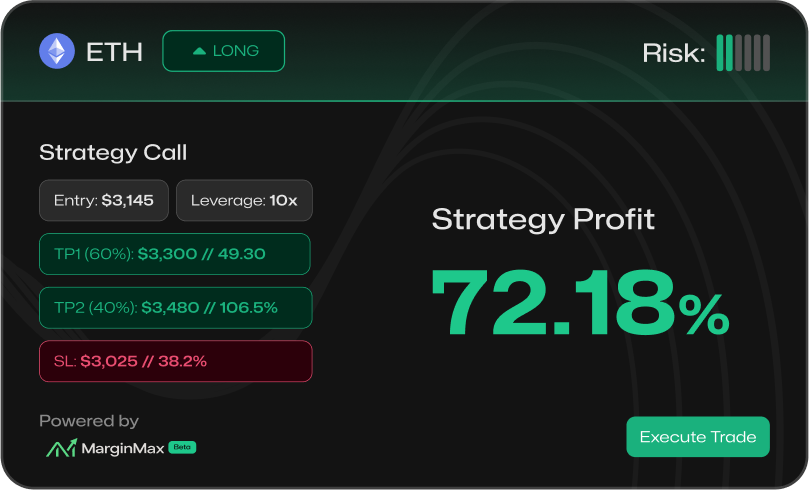 ETH
LONG
Risk:
Strategy Call
Entry: $3,145
Leverage: 10x
TP1 (60%): $3,300 // 49.30
TP2 (40%): $3,480 // 106.5%
SL: $3,025 // 38.2%
Strategy Profit
72.18%
Powered by
MarginMax Beta
Execute Trade